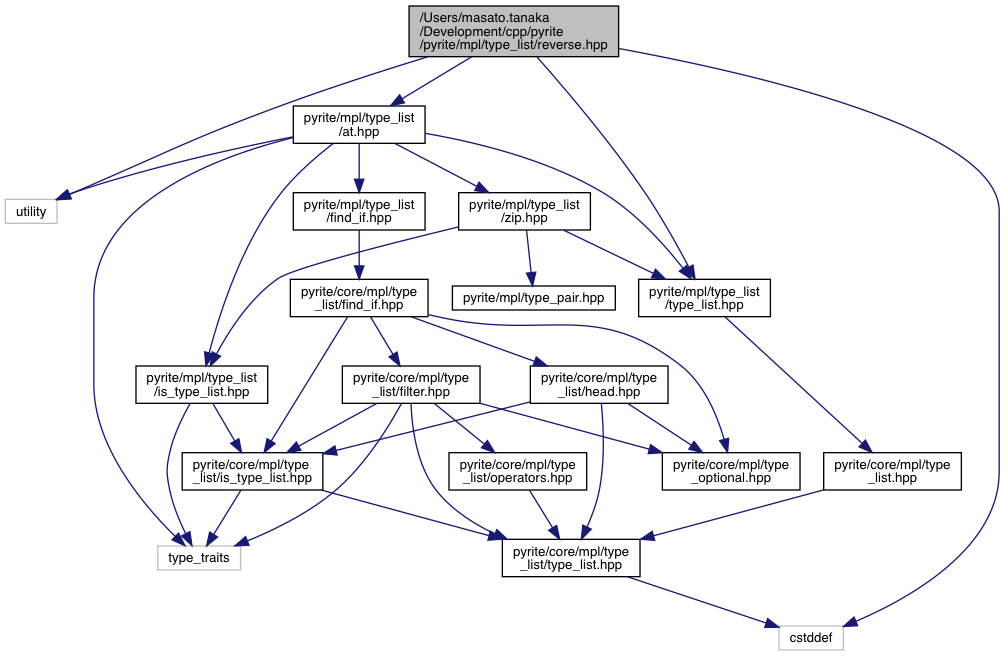 /Users/masato.tanaka
/Development/cpp/pyrite
/pyrite/mpl/type_list/reverse.hpp
pyrite/mpl/type_list
/at.hpp
utility
pyrite/mpl/type_list
/find_if.hpp
pyrite/mpl/type_list
/zip.hpp
pyrite/core/mpl/type
_list/find_if.hpp
pyrite/mpl/type_pair.hpp
pyrite/mpl/type_list
/type_list.hpp
pyrite/mpl/type_list
/is_type_list.hpp
pyrite/core/mpl/type
_list/filter.hpp
pyrite/core/mpl/type
_list/head.hpp
pyrite/core/mpl/type
_list/is_type_list.hpp
pyrite/core/mpl/type
_list/operators.hpp
pyrite/core/mpl/type
_optional.hpp
pyrite/core/mpl/type
_list.hpp
type_traits
pyrite/core/mpl/type
_list/type_list.hpp
cstddef